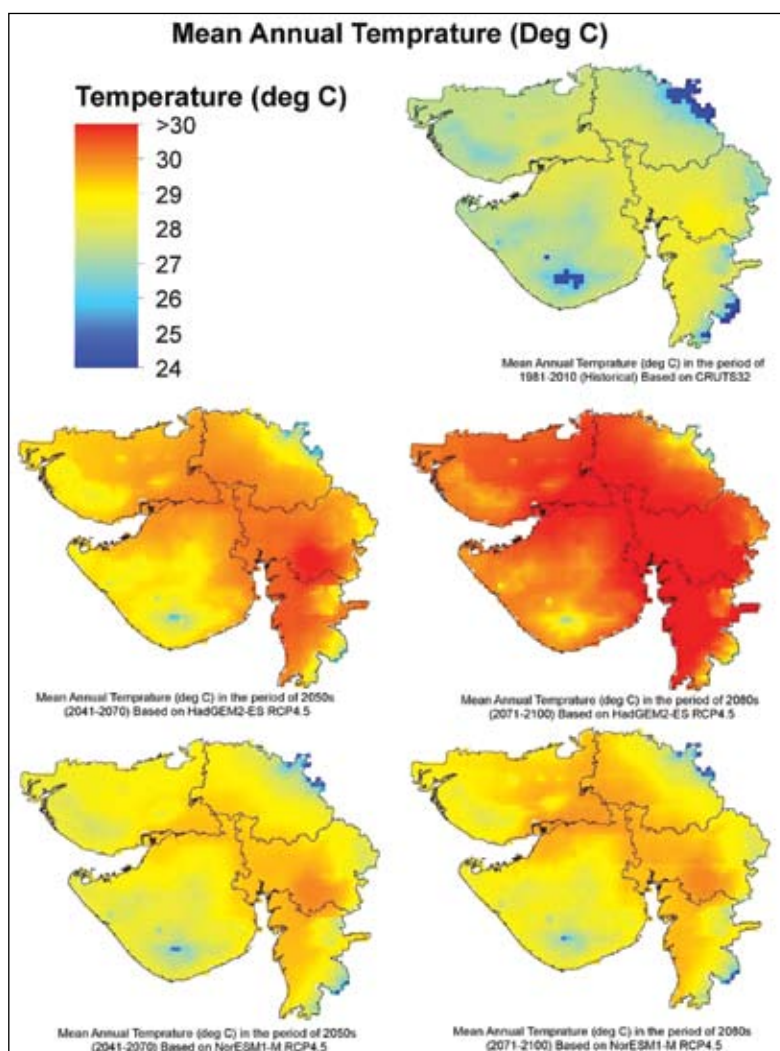 Mean Annual Temprature (Deg C)
Temperature (deg C)
>30
30
29
28
27
26
25
24
Mean Annual Temprature (deg C) in the period of
1981-2010 (Historical) Based on CRUTS32
Mean Annual Temprature (deg C) in the period of 2050s
(2041-2070) Based on HadGEM2-ES RCP4.5
Mean Annual Temprature (deg C) in the period of 2080s
(2071-2100) Based on HadGEM2-ES RCP4.5
Mean Annual Temprature (deg C) in the period of 2050s
(2041-2070) Based on NorESM1-M RCP4.5
Mean Annual Temprature (deg C) in the period of 2080s
(2071-2100) Based on NorESM1-M RCP4.5